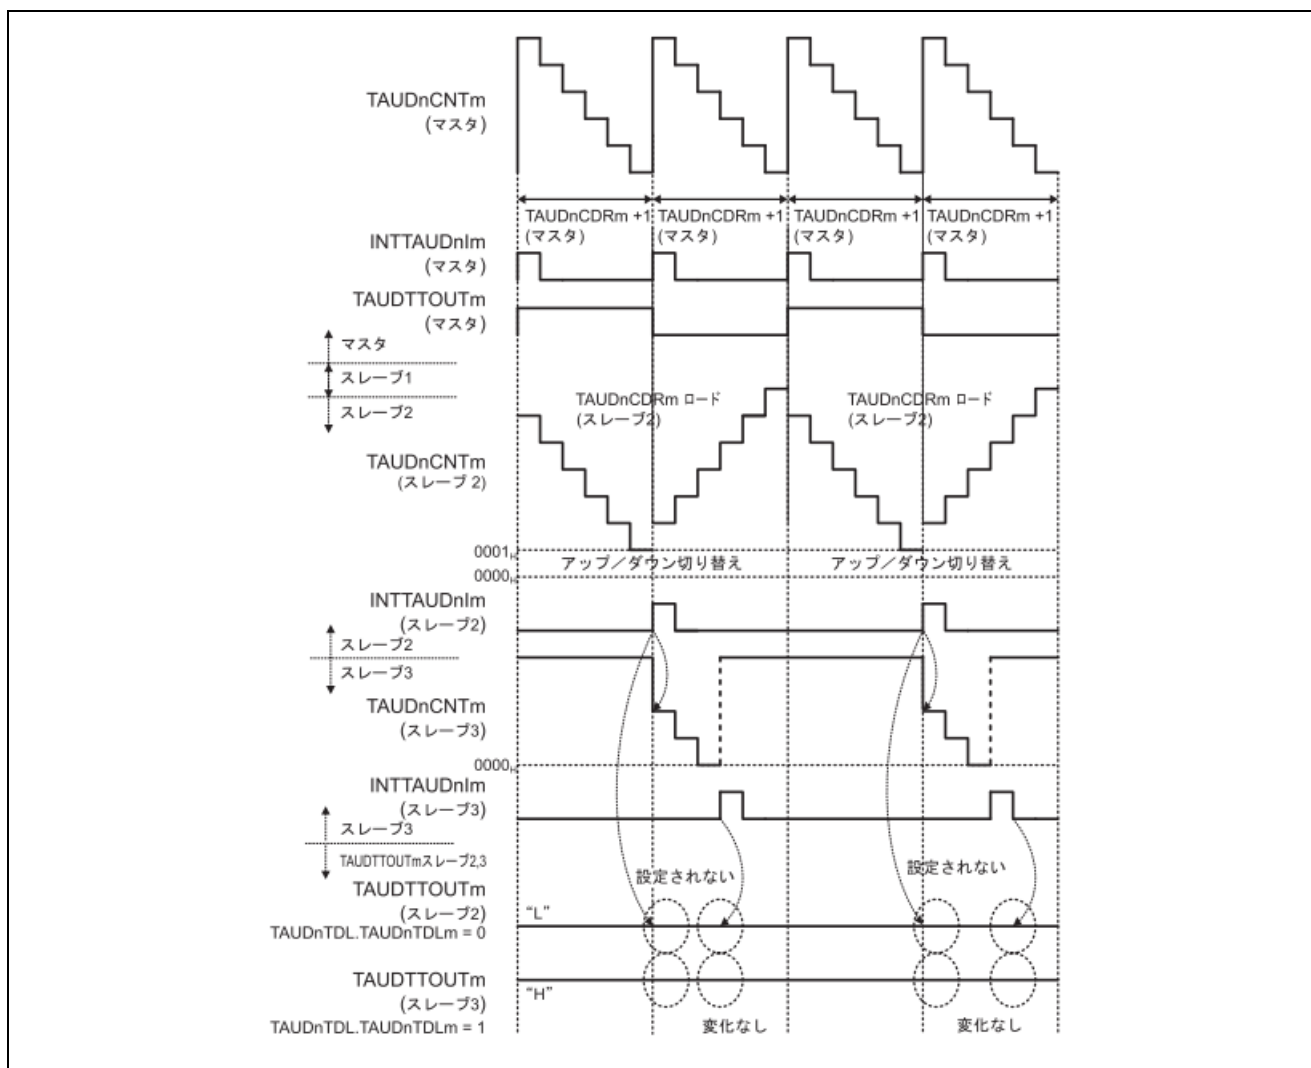 TAUDnCNTm
(マスタ)
TAUDnCDRm +1 TAUDnCDRm +1 TAUDnCDRm +1 TAUDnCDRm +1
(マスタ) (マスタ) (マスタ) (マスタ)
INTTAUDnIm
(マスタ)
TAUDTTOUTm
(マスタ)
マスタ
スレーブ1
スレーブ2
TAUDnCDRm ロード TAUDnCDRm ロード
(スレーブ2) (スレーブ2)
TAUDnCNTm
(スレーブ 2)
0001H
アップ／ダウン切り替え アップ／ダウン切り替え
0000H
INTTAUDnIm
(スレーブ2)
スレーブ2
スレーブ3
TAUDnCNTm
(スレーブ3)
0000H
INTTAUDnIm
(スレーブ3)
スレーブ3
TAUDTTOUTmスレーブ2,3
設定されない 設定されない
TAUDTTOUTm
(スレーブ2)
TAUDnTDL.TAUDnTDLm = 0
“L”
TAUDTTOUTm
(スレーブ3)
TAUDnTDL.TAUDnTDLm = 1
“H”
変化なし 変化なし